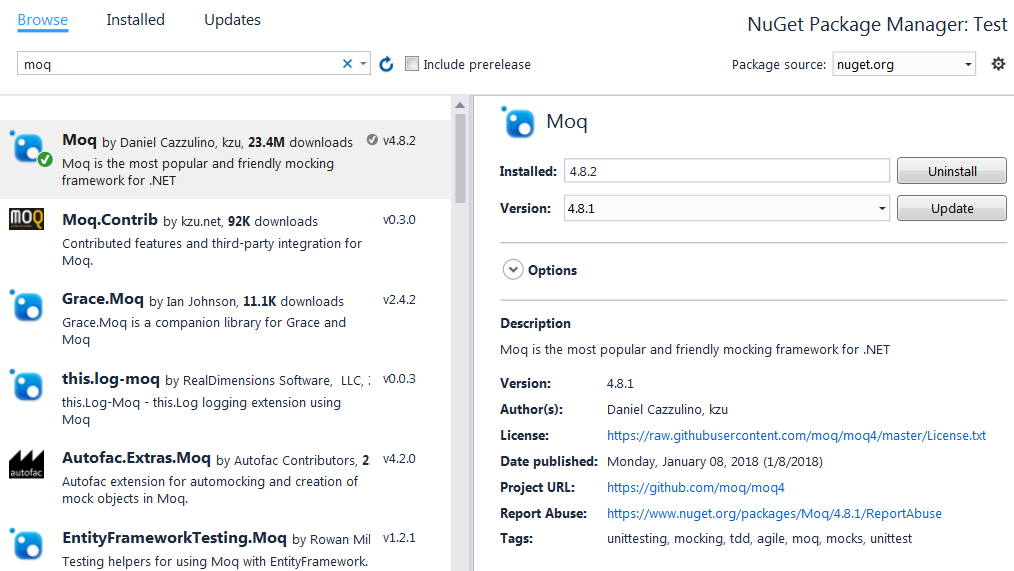 Browse Installed Updates
NuGet Package Manager: Test
moq
Include prerelease
Package source: nuget.org
Moq by Daniel Cazzulino, kzu, 23.4M downloads v4.8.2
Moq is the most popular and friendly mocking
framework for .NET
MOQ
Moq.Contrib by kzu.net, 92K downloads v0.3.0
Contributed features and third-party integration for
Moq.
Grace.Moq by Ian Johnson, 11.1K downloads v2.4.2
Grace.Moq is a companion library for Grace and
Moq
this.log-moq by RealDimensions Software, LLC, v0.0.3
this.Log-Moq - this.Log logging extension using
Moq
autofac
Autofac.Extras.Moq by Autofac Contributors, 2 v4.2.0
Autofac extension for automocking and creation of
mock objects in Moq.
EntityFrameworkTesting.Moq by Rowan Mil v1.2.1
Testing helpers for using Moq with EntityFramework.
Moq
Installed: 4.8.2 Uninstall
Version: 4.8.1 Update
Options
Description
Moq is the most popular and friendly mocking framework for .NET
Version: 4.8.1
Author(s): Daniel Cazzulino, kzu
License: https://raw.githubusercontent.com/moq/moq4/master/License.txt
Date published: Monday, January 08, 2018 (1/8/2018)
Project URL: https://github.com/moq/moq4
Report Abuse: https://www.nuget.org/packages/Moq/4.8.1/ReportAbuse
Tags: unittesting, mocking, tdd, agile, moq, mocks, unittest